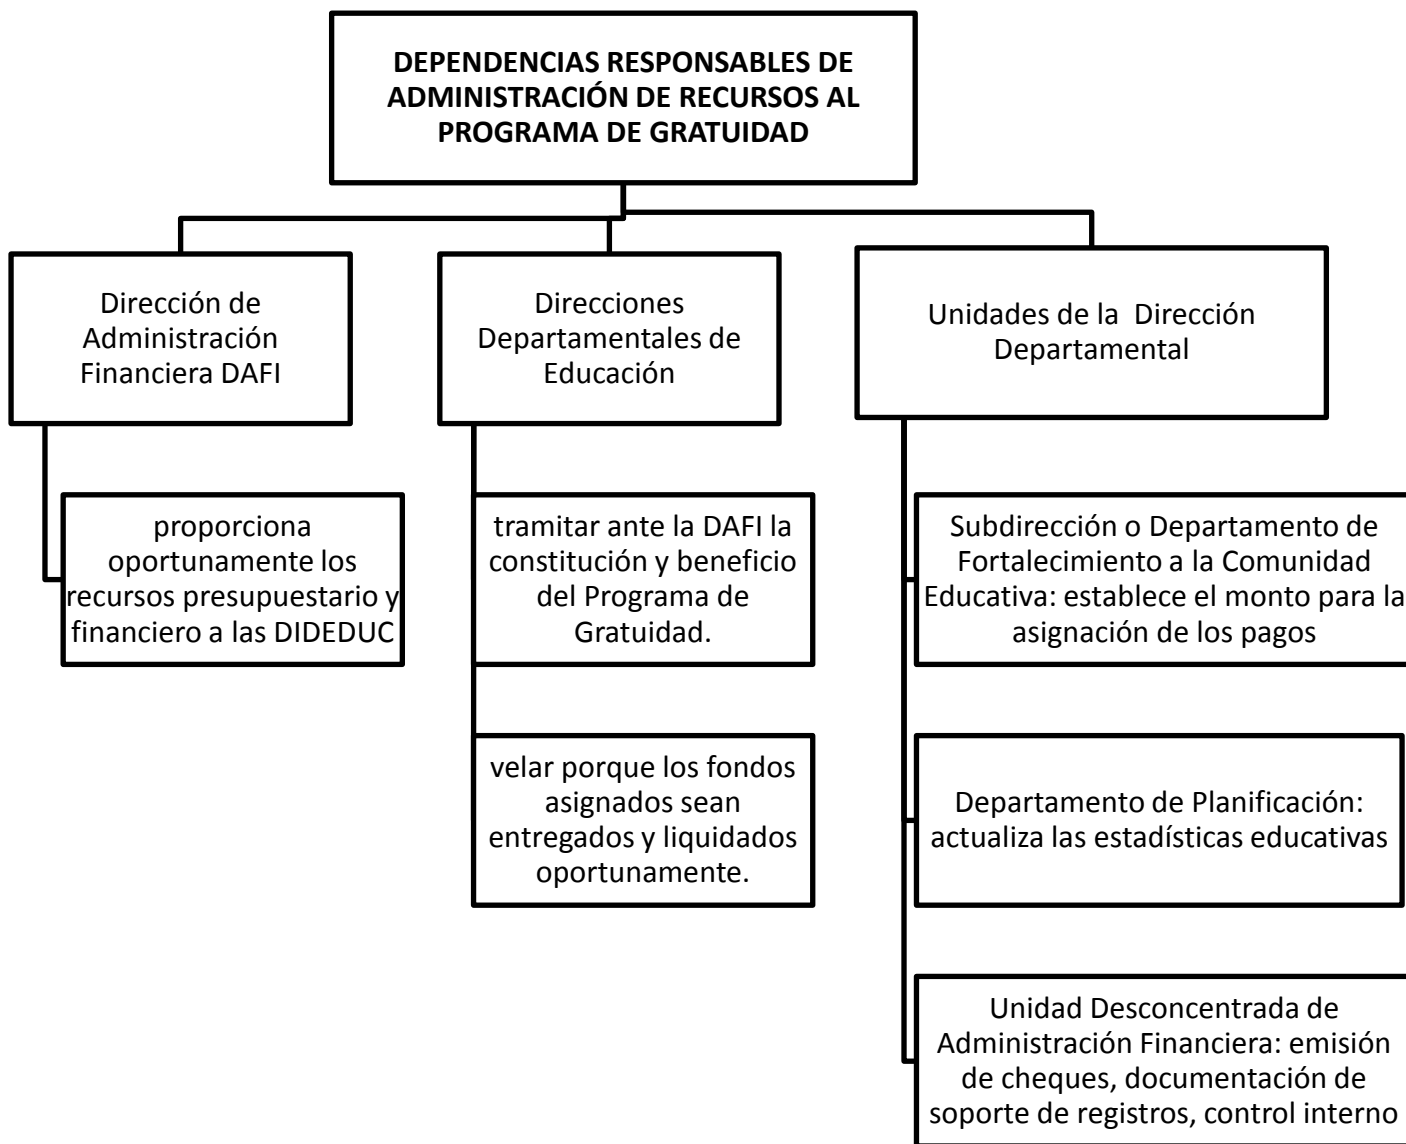 DEPENDENCIAS RESPONSABLES DE
ADMINISTRACIÓN DE RECURSOS AL
PROGRAMA DE GRATUIDAD
Dirección de
Administración
Financiera DAFI
proporciona
oportunamente los
recursos presupuestario y
financiero a las DIDEDUC
Direcciones
Departamentales de
Educación
tramitar ante la DAFI la
constitución y beneficio
del Programa de
Gratuidad.
velar porque los fondos
asignados sean
entregados y liquidados
oportunamente.
Unidades de la  Dirección
Departamental
Subdirección o Departamento de
Fortalecimiento a la Comunidad
Educativa: establece el monto para la
asignación de los pagos
Departamento de Planificación:
actualiza las estadísticas educativas
Unidad Desconcentrada de
Administración Financiera: emisión
de cheques, documentación de
soporte de registros, control interno